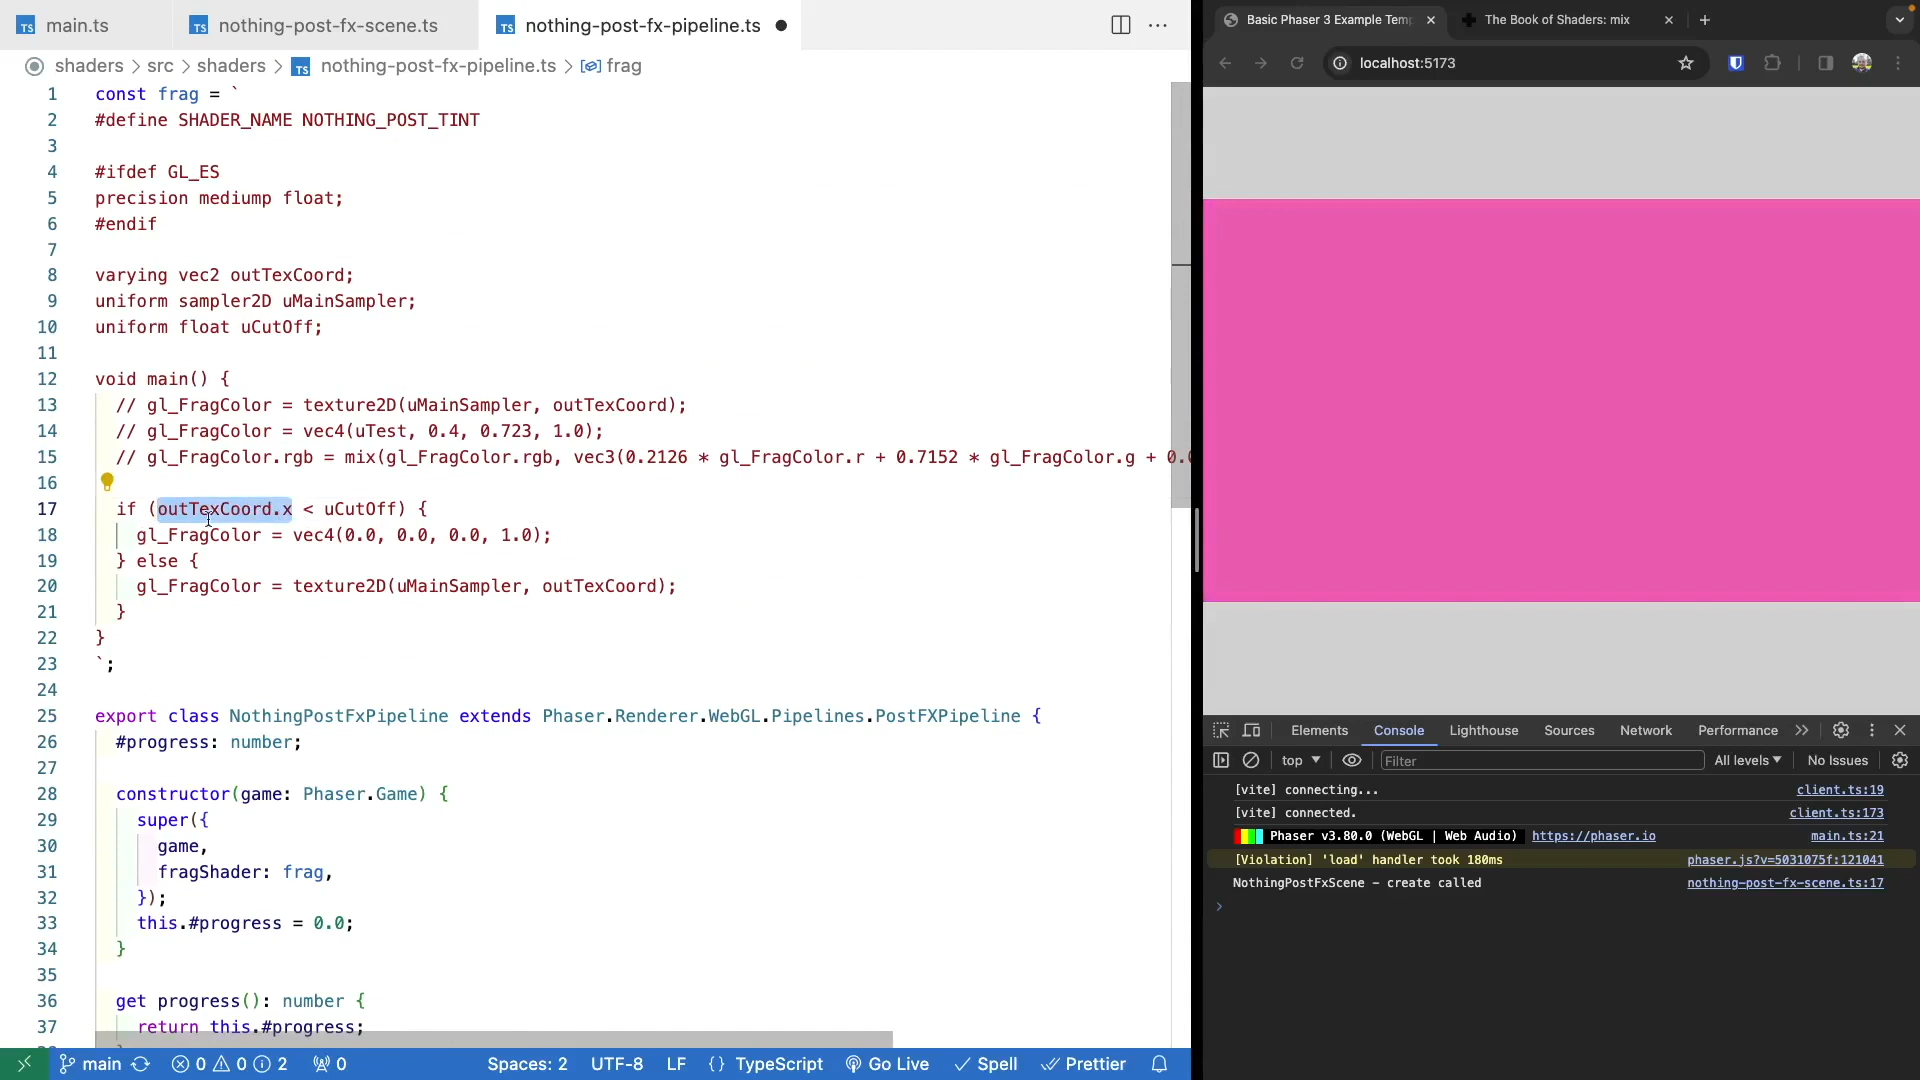 main.ts
nothing-post-fx-scene.ts
nothing-post-fx-pipeline.ts
shaders > src > shaders > nothing-post-fx-pipeline.ts > frag
1 const frag = `
2 #define SHADER_NAME NOTHING_POST_TINT
3
4 #ifdef GL_ES
5 precision mediump float;
6 #endif
7
8 varying vec2 outTexCoord;
9 uniform sampler2D uMainSampler;
10 uniform float uCutOff;
11
12 void main() {
13 // gl_FragColor = texture2D(uMainSampler, outTexCoord);
14 // gl_FragColor = vec4(uTest, 0.4, 0.723, 1.0);
15 // gl_FragColor.rgb = mix(gl_FragColor.rgb, vec3(0.2126 * gl_FragColor.r + 0.7152 * gl_FragColor.g + 0.0
16
17 if (outTexCoord.x < uCutOff) {
18 gl_FragColor = vec4(0.0, 0.0, 0.0, 1.0);
19 } else {
20 gl_FragColor = texture2D(uMainSampler, outTexCoord);
21 }
22 }
23 `;
24
25 export class NothingPostFxPipeline extends Phaser.Renderer.WebGL.Pipelines.PostFXPipeline {
26 #progress: number;
27
28 constructor(game: Phaser.Game) {
29 super({
30 game,
31 fragShader: frag,
32 });
33 this.#progress = 0.0;
34 }
35
36 get progress(): number {
37 return this.#progress;
main 0 0 2 0 Spaces: 2 UTF-8 LF {} TypeScript Go Live Spell Prettier
Basic Phaser 3 Example Temp
The Book of Shaders: mix
localhost:5173
Elements Console Lighthouse Sources Network Performance
top Filter All levels No Issues
[vite] connecting... client.ts:19
[vite] connected. client.ts:173
Phaser v3.80.0 (WebGL | Web Audio) https://phaser.io main.ts:21
[Violation] 'load' handler took 180ms phaser.js?v=5031075f:121041
NothingPostFxScene - create called nothing-post-fx-scene.ts:17